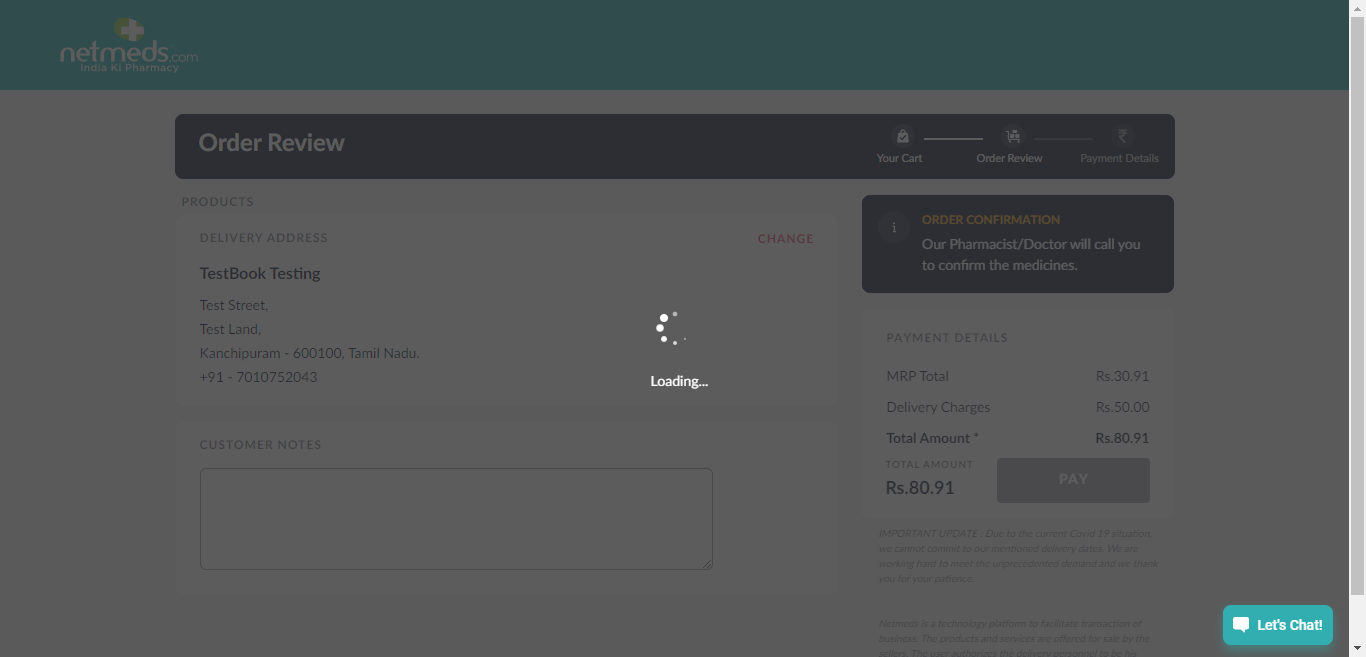 netmeds.com
India Ki Pharmacy
Order Review
Your Cart
Order Review
Payment Details
PRODUCTS
DELIVERY ADDRESS
CHANGE
TestBook Testing
Test Street,
Test Land,
Kanchipuram - 600100, Tamil Nadu.
+91 - 7010752043
CUSTOMER NOTES
Loading...
ORDER CONFIRMATION
Our Pharmacist/Doctor will call you
to confirm the medicines.
PAYMENT DETAILS
MRP Total Rs.30.91
Delivery Charges Rs.50.00
Total Amount * Rs.80.91
TOTAL AMOUNT
Rs.80.91
PAY
IMPORTANT UPDATE : Due to the current Covid 19 situation,
we cannot commit to our mentioned delivery dates. We are
working hard to meet the unprecedented demand and we thank
you for your patience.
Netmeds is a technology platform to facilitate transaction of
business. The products and services are offered for sale by the
sellers. The user authorizes the delivery personnel to be his
Let's Chat!